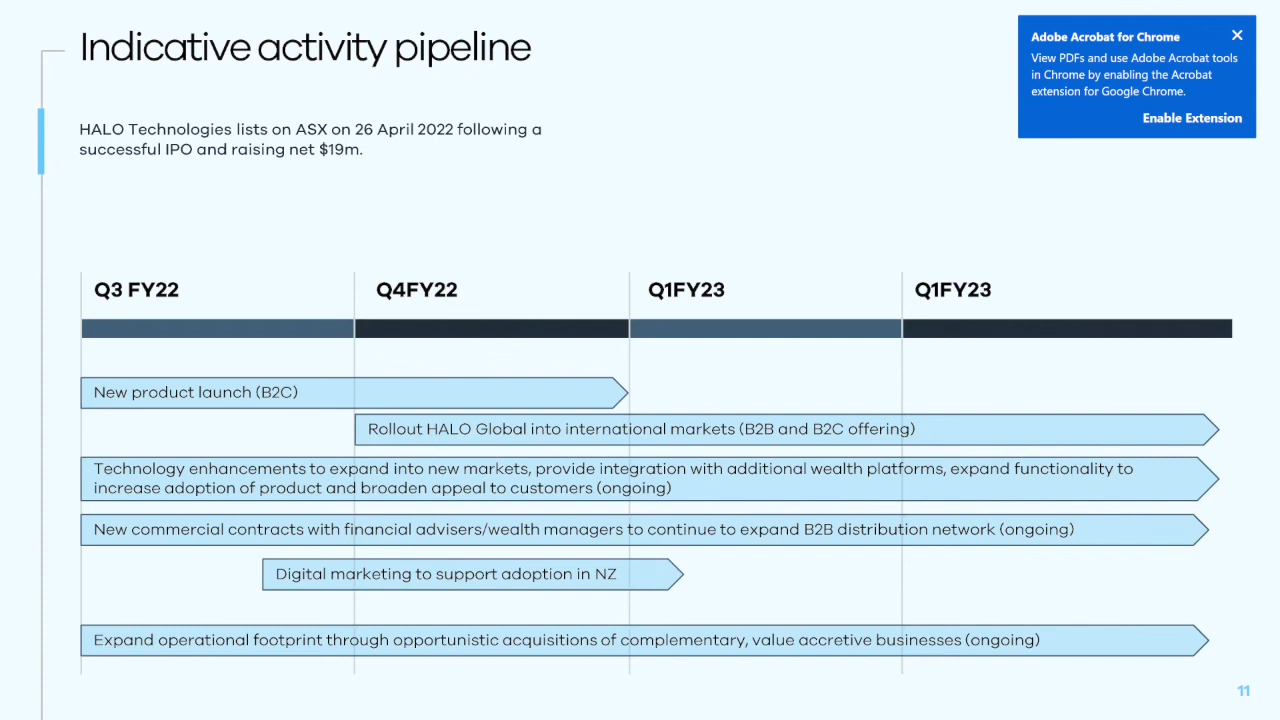 Indicative activity pipeline
Adobe Acrobat for Chrome
View PDFs and use Adobe Acrobat tools
in Chrome by enabling the Acrobat
extension for Google Chrome.
Enable Extension
HALO Technologies lists on ASX on 26 April 2022 following a
successful IPO and raising net $19m.
Q3 FY22
Q4FY22
Q1FY23
Q1FY23
New product launch (B2C)
Rollout HALO Global into international markets (B2B and B2C offering)
Technology enhancements to expand into new markets, provide integration with additional wealth platforms, expand functionality to
increase adoption of product and broaden appeal to customers (ongoing)
New commercial contracts with financial advisers/wealth managers to continue to expand B2B distribution network (ongoing)
Digital marketing to support adoption in NZ
Expand operational footprint through opportunistic acquisitions of complementary, value accretive businesses (ongoing)
11